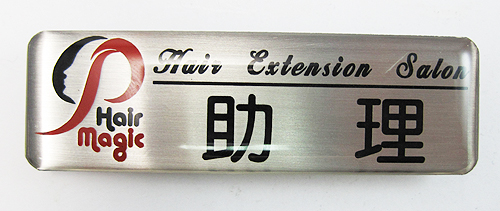 Hair Extension Salon
Hair
Magic
助理